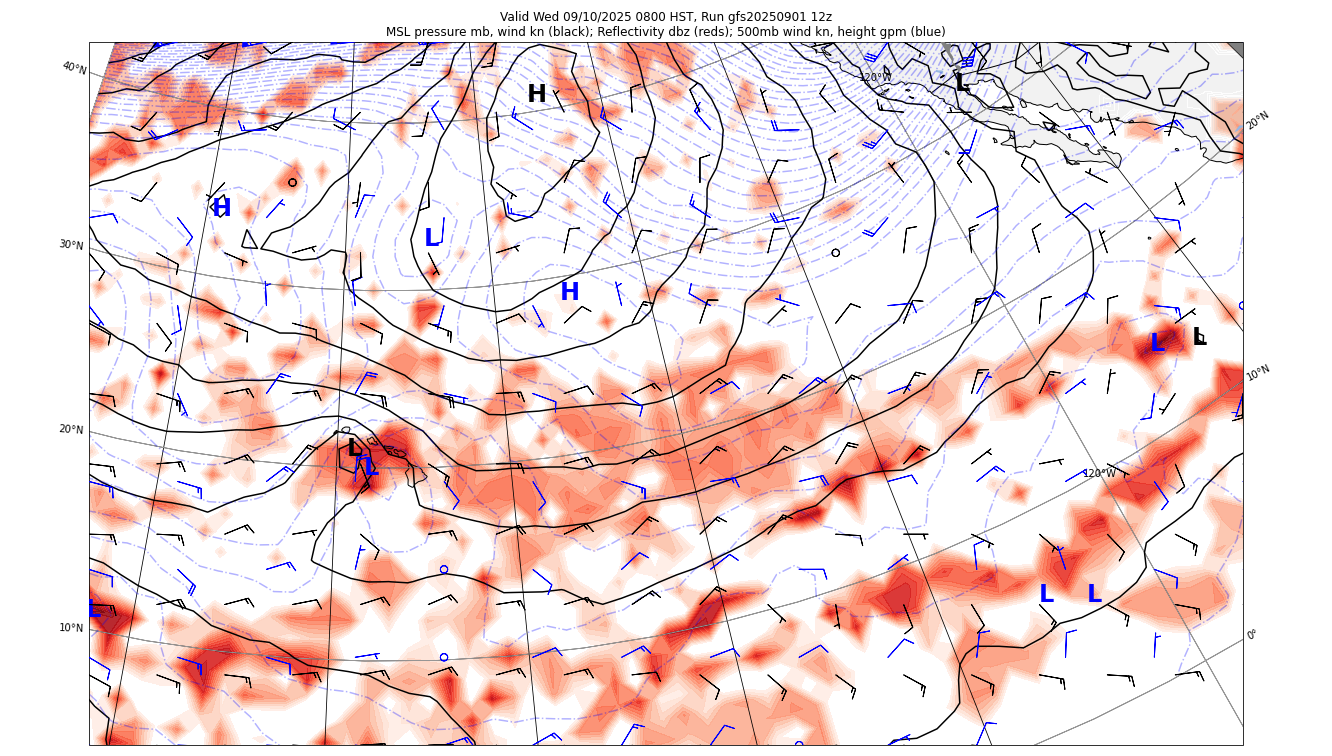 Valid Wed 09/10/2025 0800 HST, Run gfs20250901 12z
MSL pressure mb, wind kn (black); Reflectivity dbz (reds); 500mb wind kn, height gpm (blue)
40°N
120°W
L
H
20°N
H
L
30°N
H
L
L
10°N
20°N
L
L
120°W
L
L
L
10°N
0°